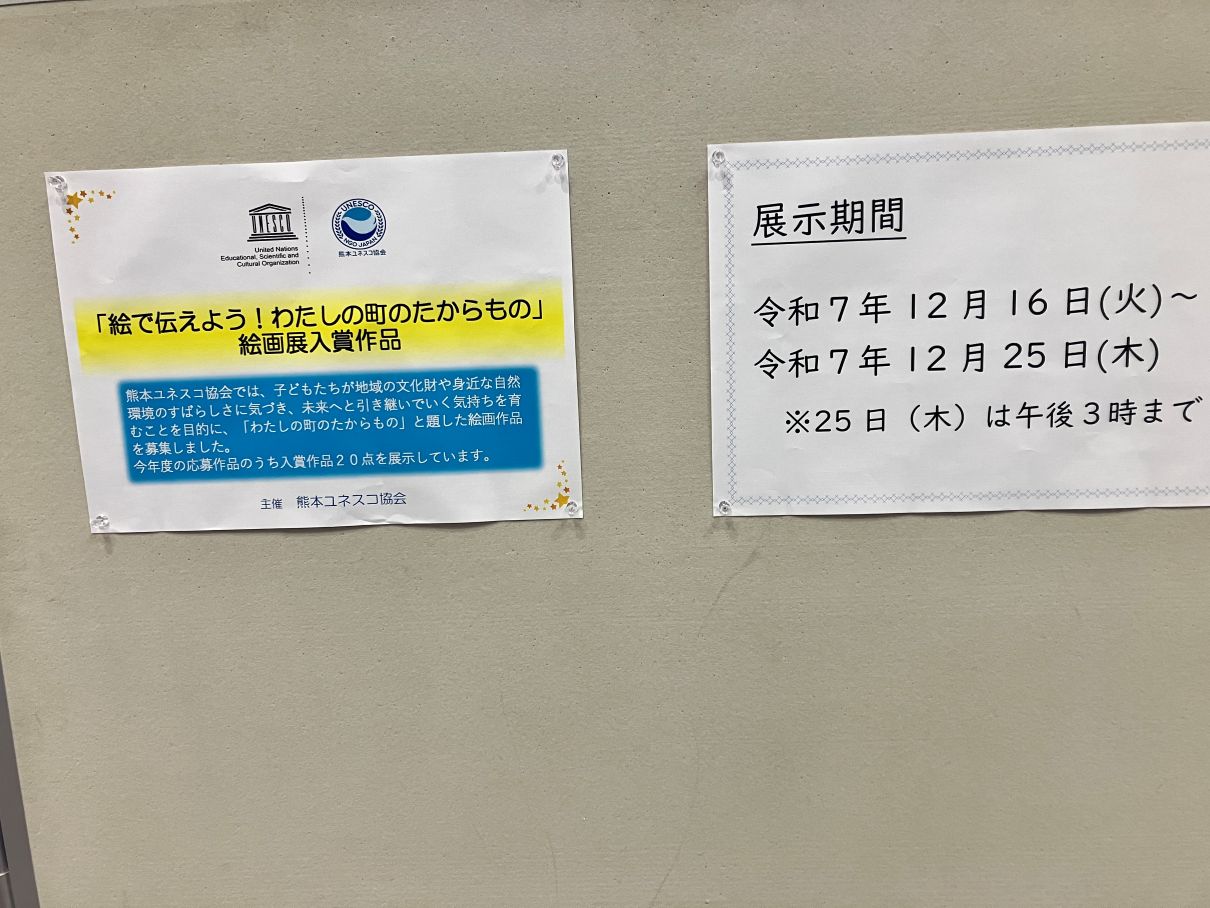 UNESCO
United Nations
Educational, Scientific and
Cultural Organization
UNESCO
NGO JAPAN
熊本ユネスコ協会
「絵で伝えよう！わたしの町のたからもの」
絵画展入賞作品
熊本ユネスコ協会では、子どもたちが地域の文化財や身近な自然
環境のすばらしさに気づき、未来へと引き継いでいく気持ちを育
むことを目的に、「わたしの町のたからもの」と題した絵画作品
を募集しました。
今年度の応募作品のうち入賞作品２０点を展示しています。
主催　熊本ユネスコ協会
展示期間
令和７年 12 月 16 日(火)～
令和７年 12 月 25 日(木)
※25 日（木）は午後３時まで